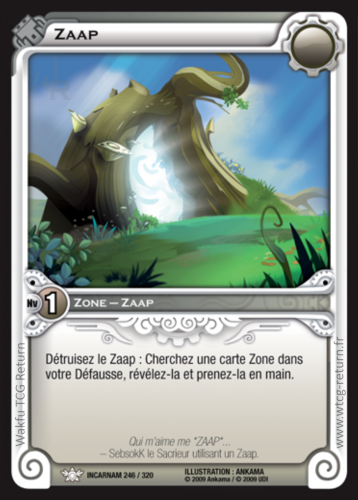 Zaap
Nv 1
Zone – Zaap
Détruisez le Zaap : Cherchez une carte Zone dans
votre Défausse, révélez-la et prenez-la en main.
Qui m'aime me *ZAAP*...
– SebsokK le Sacrieur utilisant un Zaap.
INCARNAM 246 / 320
ILLUSTRATION : ANKAMA
© 2009 Ankama / © 2009 UDI
Wakfu TCG Return
www.wtcg-return.fr